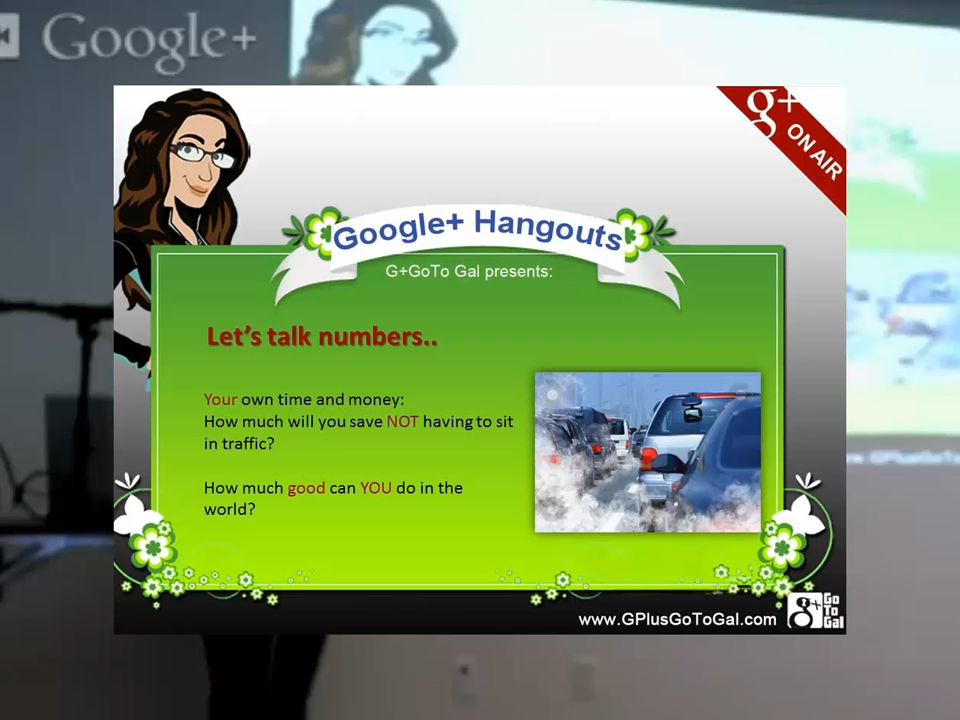 Google+
g+
ON AIR
Google+ Hangouts
G+GoTo Gal presents:
Let's talk numbers..
Your own time and money:
How much will you save NOT having to sit
in traffic?
How much good can YOU do in the
world?
www.GPlusGoToGal.com
g+
Go
To
Gal
www.GPlusGoTo